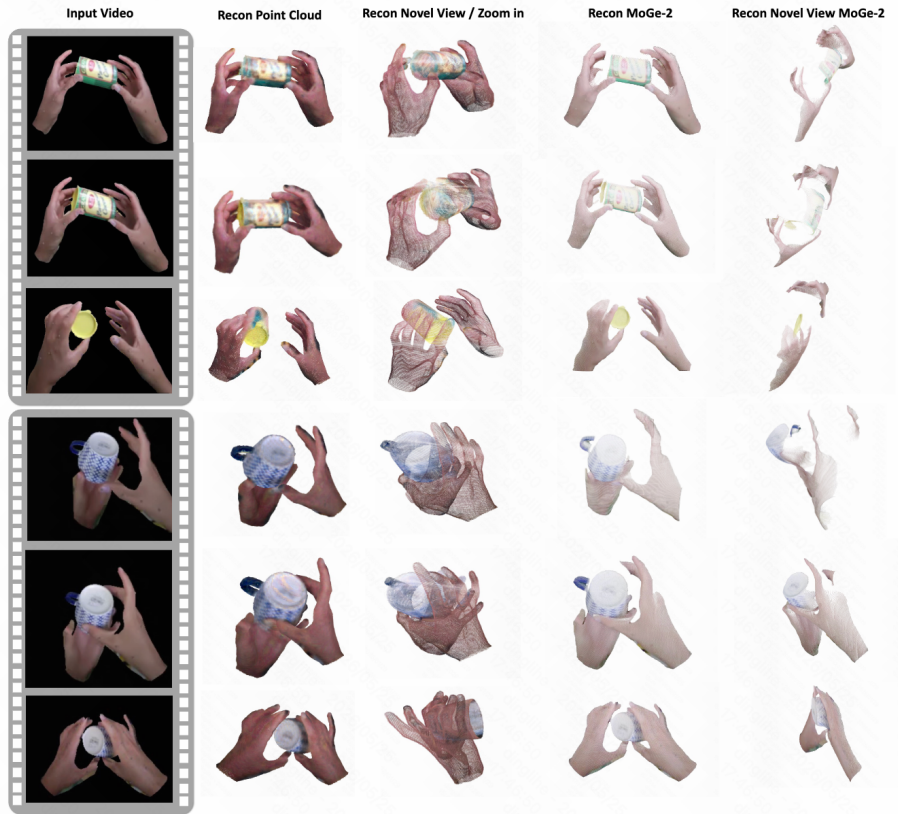 Input Video
Recon Point Cloud
Recon Novel View / Zoom in
Recon MoGe-2
Recon Novel View MoGe-2